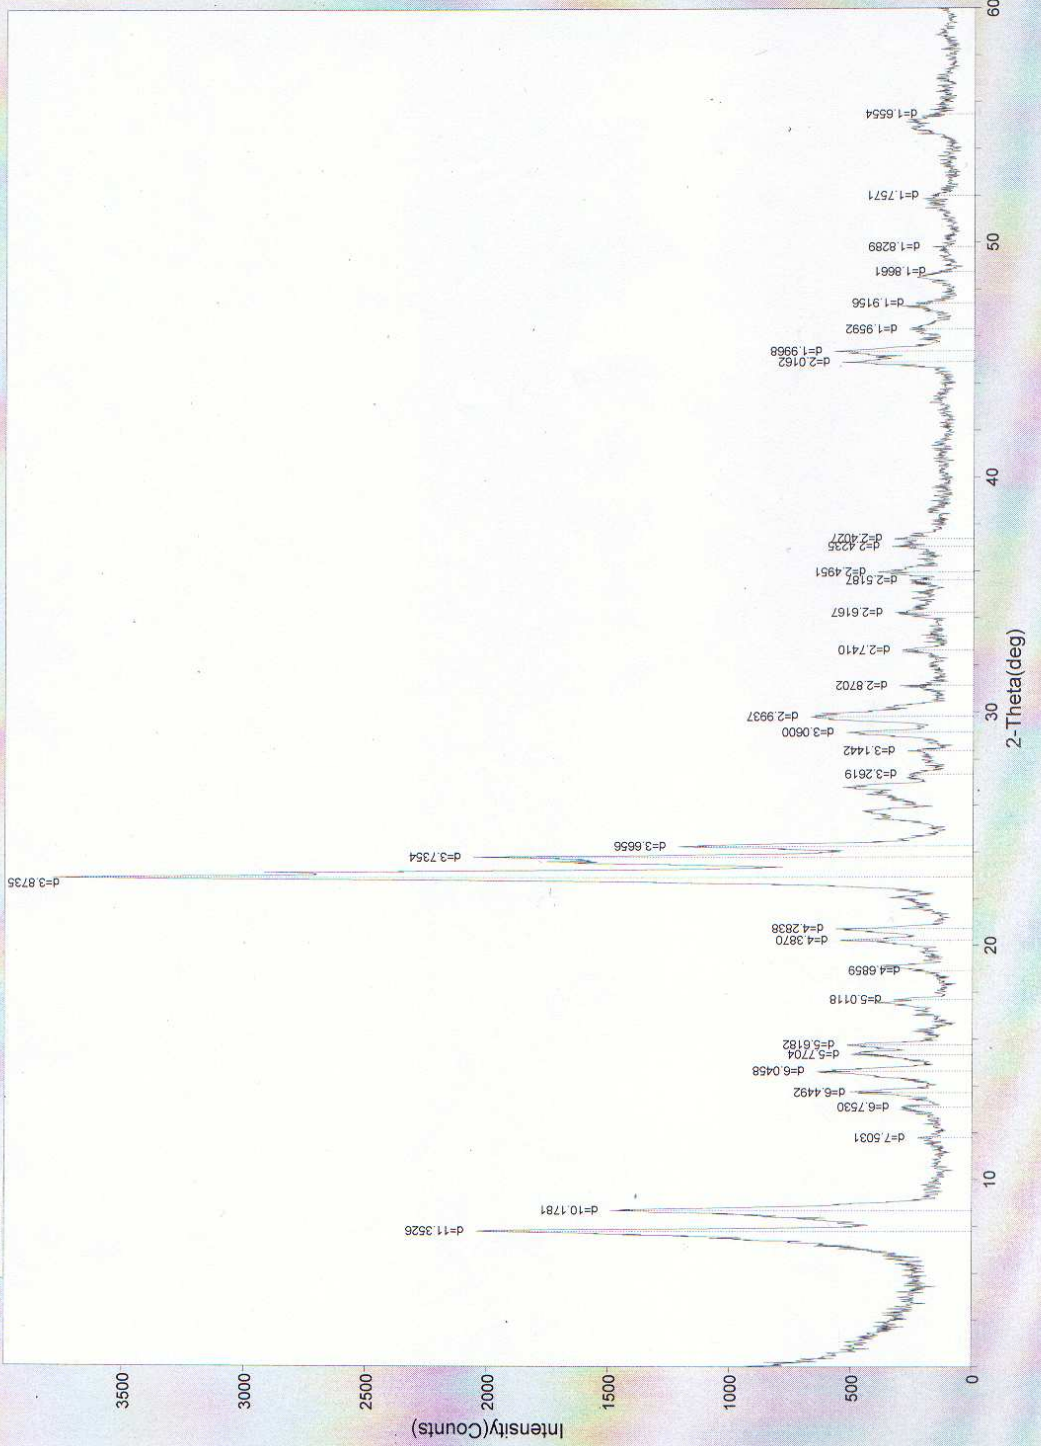 Intensity(Counts)
3500
3000
2500
2000
1500
1000
500
0
d=11.3526
d=10.1781
d=7.5031
d=6.7530
d=6.4492
d=6.0458
d=5.7704
d=5.6182
d=5.0118
d=4.6859
d=4.3870
d=4.2838
d=3.8735
d=3.7354
d=3.6656
d=3.2619
d=3.1442
d=3.0600
d=2.9937
d=2.8702
d=2.7410
d=2.6167
d=2.5187
d=2.4951
d=2.4235
d=2.4027
d=2.0162
d=1.9968
d=1.9592
d=1.9156
d=1.8661
d=1.8289
d=1.7571
d=1.6554
10
20
30
40
50
60
2-Theta(deg)